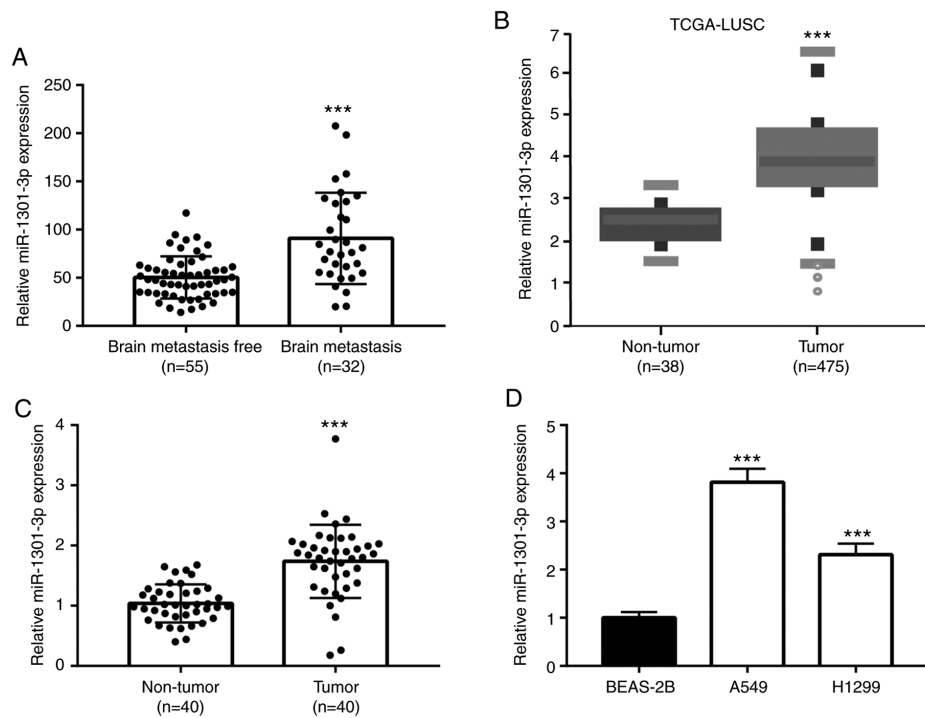 A
Relative miR-1301-3p expression
250
200
150
100
50
0
***
Brain metastasis free
(n=55)
Brain metastasis
(n=32)
B
TCGA-LUSC
Relative miR-1301-3p expression
7
6
5
4
3
2
1
0
***
Non-tumor
(n=38)
Tumor
(n=475)
C
Relative miR-1301-3p expression
4
3
2
1
0
***
Non-tumor
(n=40)
Tumor
(n=40)
D
Relative miR-1301-3p expression
5
4
3
2
1
0
***
***
BEAS-2B
A549
H1299